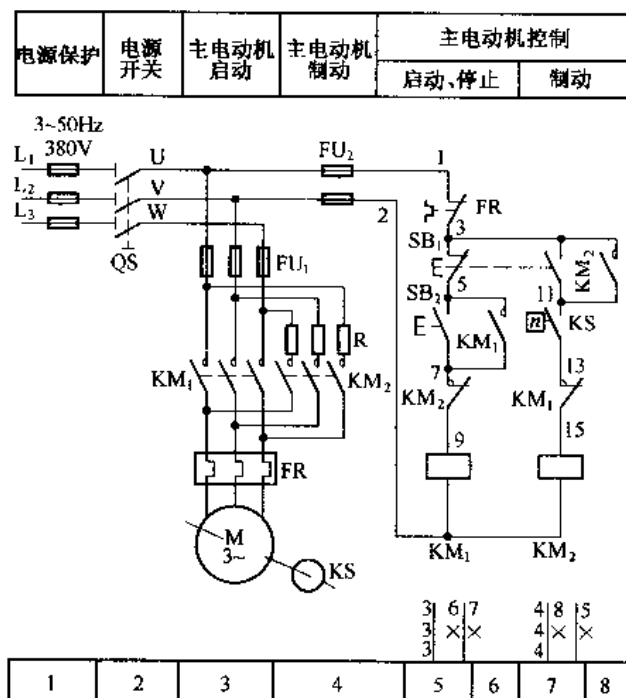 电源保护
电源开关
主电动机启动
主电动机制动
主电动机控制
启动、停止
制动
3~50Hz
380V
L1
U
FU2
1
L2
V
2
L3
W
FR
3
QS
SB1
KM2
FU1
5
11
SB2
n
KS
R
KM1
KM1
KM2
7
13
KM2
KM1
9
15
FR
M
3~
KS
KM1
KM2
3 6 7
3 × ×
3
4 8 5
4 × ×
4
1 2 3 4 5 6 7 8